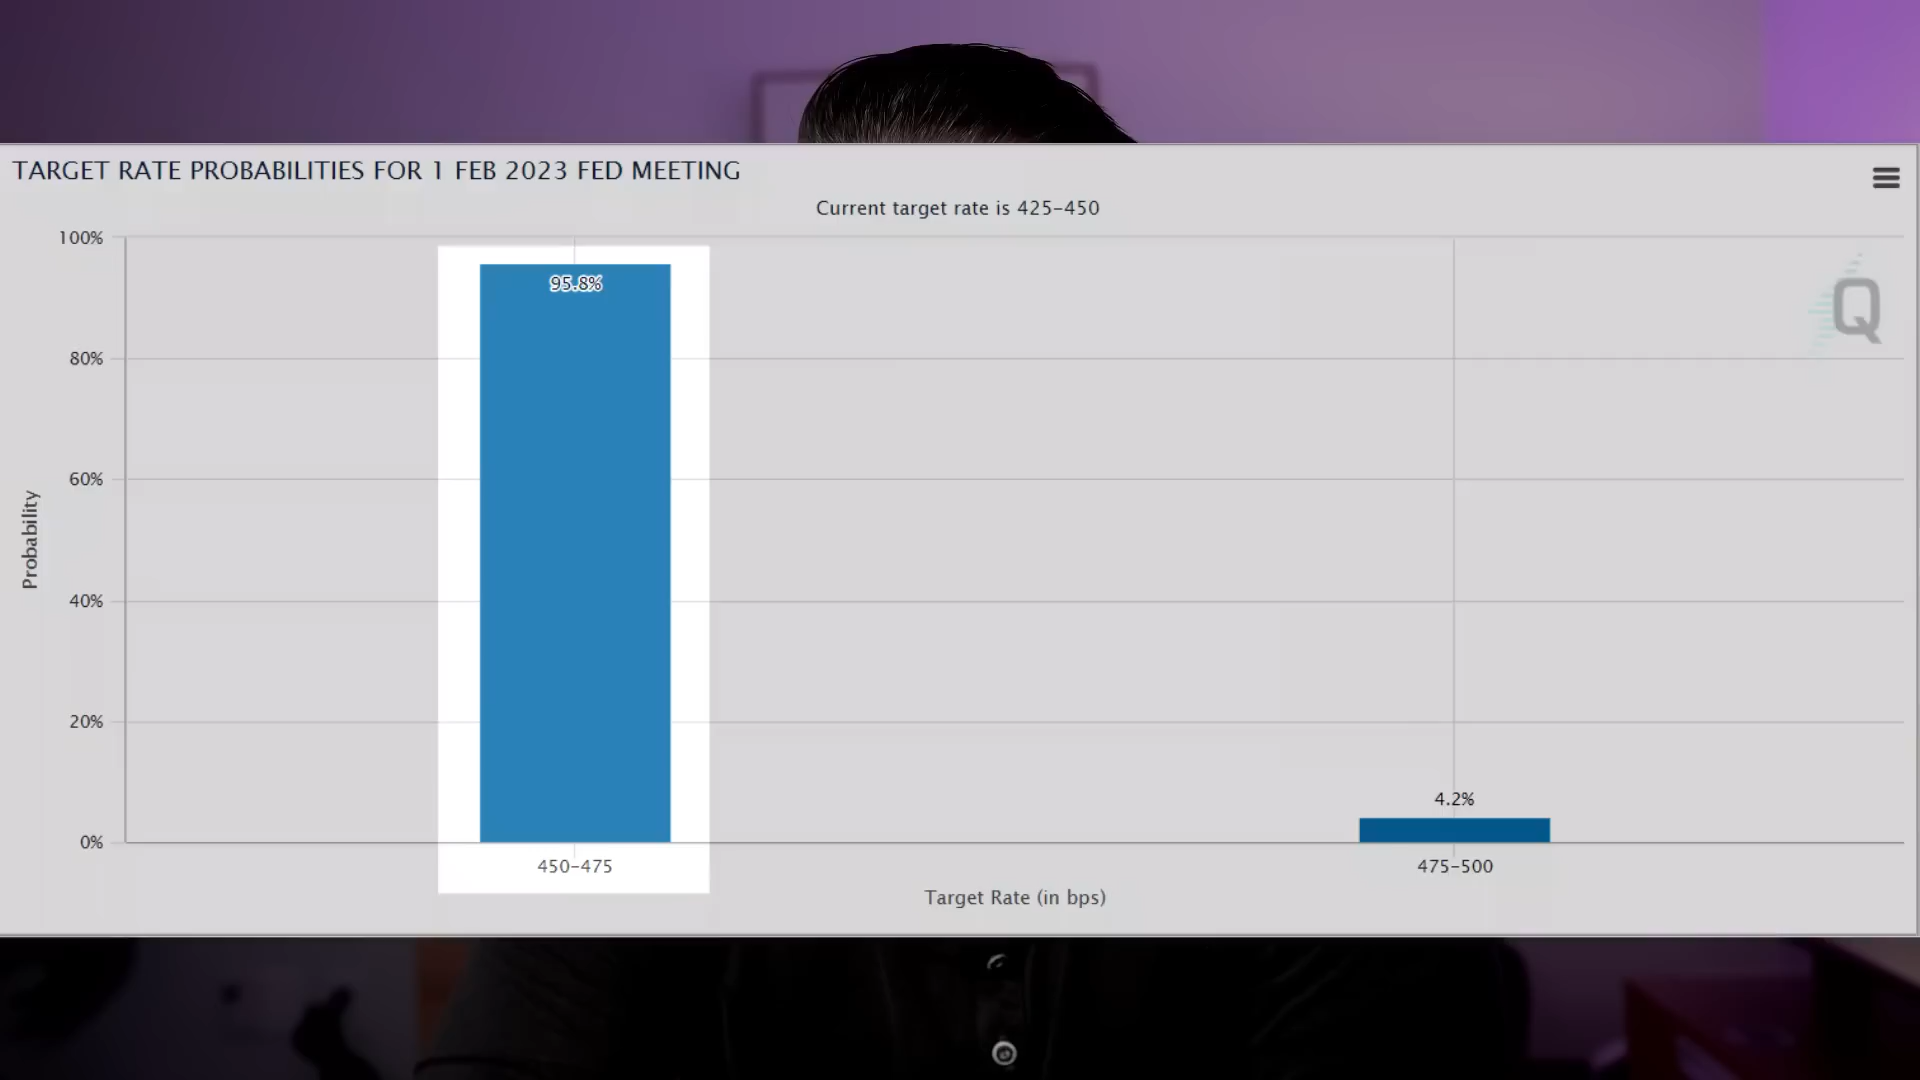 TARGET RATE PROBABILITIES FOR 1 FEB 2023 FED MEETING
Current target rate is 425–450
100%
80%
60%
40%
20%
0%
Probability
95.8%
4.2%
450–475
475–500
Target Rate (in bps)
Q